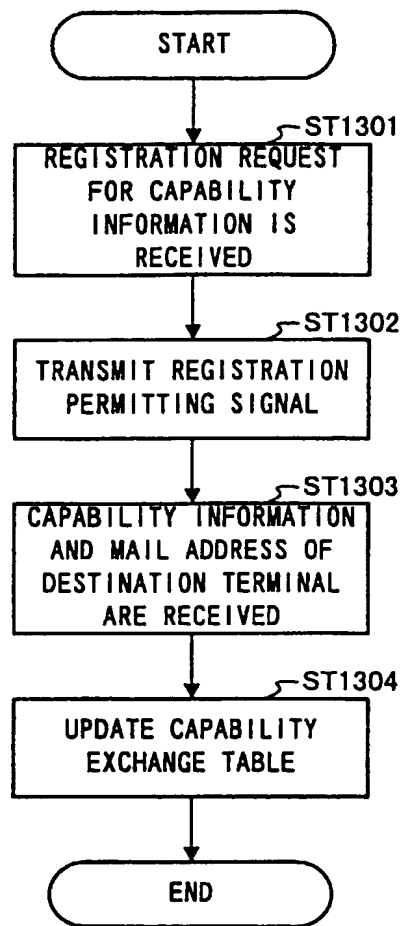 START
ST1301
REGISTRATION REQUEST
FOR CAPABILITY
INFORMATION IS
RECEIVED
ST1302
TRANSMIT REGISTRATION
PERMITTING SIGNAL
ST1303
CAPABILITY INFORMATION
AND MAIL ADDRESS OF
DESTINATION TERMINAL
ARE RECEIVED
ST1304
UPDATE CAPABILITY
EXCHANGE TABLE
END